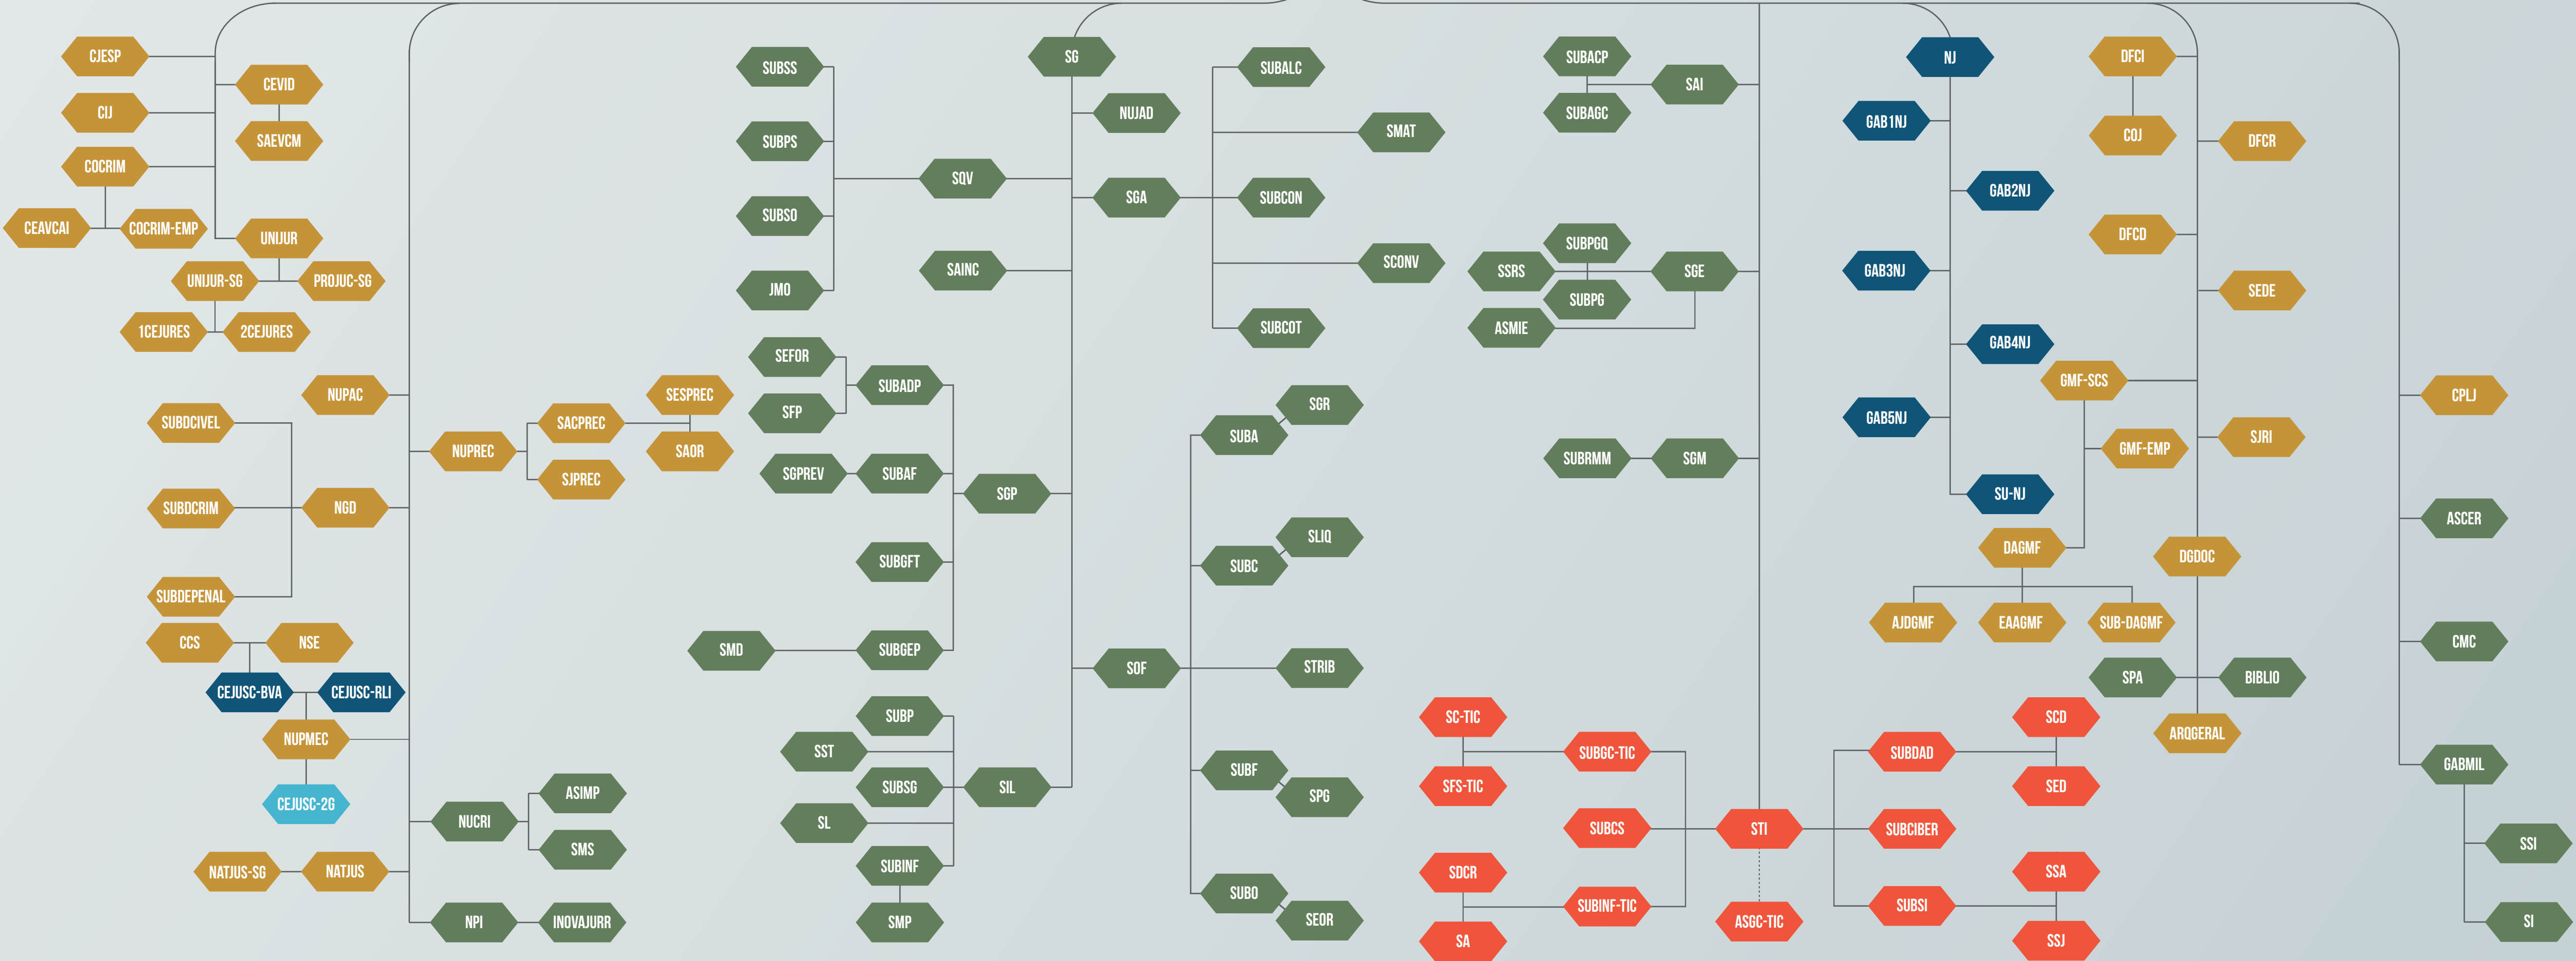 CJESP
CEVID
CIJ
SAEVCM
COCRIM
CEAVCAI
COCRIM-EMP
UNIJUR
UNIJUR-SG
PROJUC-SG
1CEJURES
2CEJURES
NUPAC
SUBDCIVEL
SUBDCRIM
NGD
SUBDEPENAL
CCS
NSE
CEJUSC-BVA
CEJUSC-RLI
NUPMEC
CEJUSC-2G
NATJUS-SG
NATJUS
NUPREC
SACPREC
SESPREC
SAOR
SJPREC
NUCRI
ASIMP
SMS
NPI
INOVAJURR
SG
NUJAD
SUBSS
SUBPS
SUBSO
JMO
SQV
SAINC
SGA
SUBALC
SMAT
SUBCON
SCONV
SUBCOT
SEFOR
SFP
SUBADP
SGPREV
SUBAF
SGP
SUBGFT
SMD
SUBGEP
SUBP
SST
SUBSG
SIL
SL
SUBINF
SMP
SOF
SUBA
SGR
SUBC
SLIQ
STRIB
SUBF
SPG
SUBO
SEOR
SUBACP
SAI
SUBAGC
SUBPGQ
SSRS
SGE
SUBPG
ASMIE
SUBRMM
SGM
SC-TIC
SUBGC-TIC
SFS-TIC
SUBCS
STI
SDCR
SUBINF-TIC
SA
ASGC-TIC
SUBDAD
SCD
SED
SUBCIBER
SUBSI
SSA
SSJ
NJ
GAB1NJ
GAB2NJ
GAB3NJ
GAB4NJ
GAB5NJ
SU-NJ
DFCI
COJ
DFCR
DFCD
SEDE
GMF-SCS
SJRI
GMF-EMP
DAGMF
AJDGMF
EAAGMF
SUB-DAGMF
DGDOC
SPA
BIBLIO
ARQGERAL
CPLJ
ASCER
CMC
GABMIL
SSI
SI